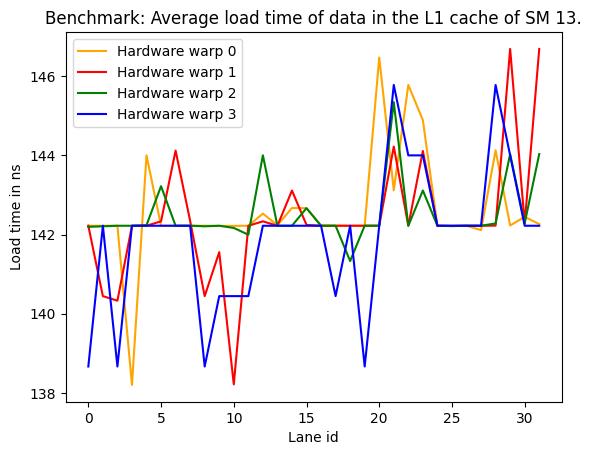 Benchmark: Average load time of data in the L1 cache of SM 13.
Hardware warp 0
Hardware warp 1
Hardware warp 2
Hardware warp 3
146
144
142
140
138
Load time in ns
0 5 10 15 20 25 30
Lane id